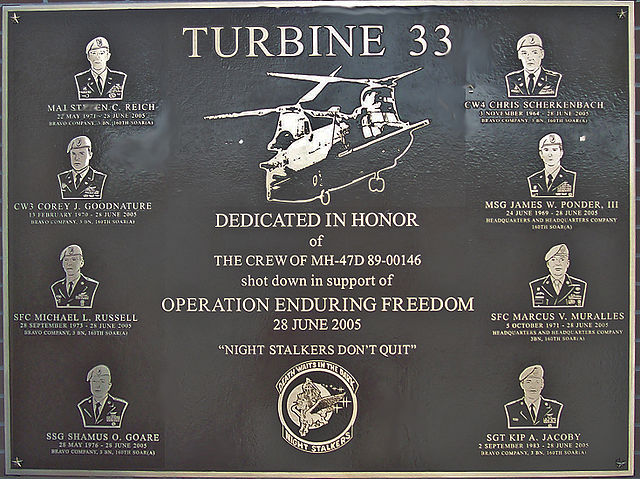 TURBINE 33
MAJ STEPHEN C. REICH
22 MAY 1971 - 28 JUNE 2005
BRAVO COMPANY, 3 BN, 160TH SOAR(A)
CW3 COREY J. GOODNATURE
13 FEBRUARY 1970 - 28 JUNE 2005
BRAVO COMPANY, 3 BN, 160TH SOAR(A)
SFC MICHAEL L. RUSSELL
28 SEPTEMBER 1973 - 28 JUNE 2005
BRAVO COMPANY, 3 BN, 160TH SOAR(A)
SSG SHAMUS O. GOARE
28 MAY 1976 - 28 JUNE 2005
BRAVO COMPANY, 3 BN, 160TH SOAR(A)
DEDICATED IN HONOR
of
THE CREW OF MH-47D 89-00146
shot down in support of
OPERATION ENDURING FREEDOM
28 JUNE 2005
"NIGHT STALKERS DON'T QUIT"
DEATH WAITS IN THE DARK
NIGHT STALKERS
CW4 CHRIS SCHERKENBACH
3 NOVEMBER 1964 - 28 JUNE 2005
BRAVO COMPANY, 3 BN, 160TH SOAR(A)
MSG JAMES W. PONDER, III
24 JUNE 1969 - 28 JUNE 2005
HEADQUARTERS AND HEADQUARTERS COMPANY
160TH SOAR(A)
SFC MARCUS V. MURALLES
5 OCTOBER 1971 - 28 JUNE 2005
HEADQUARTERS AND HEADQUARTERS COMPANY
3BN, 160TH SOAR(A)
SGT KIP A. JACOBY
2 SEPTEMBER 1983 - 28 JUNE 2005
BRAVO COMPANY, 3 BN, 160TH SOAR(A)